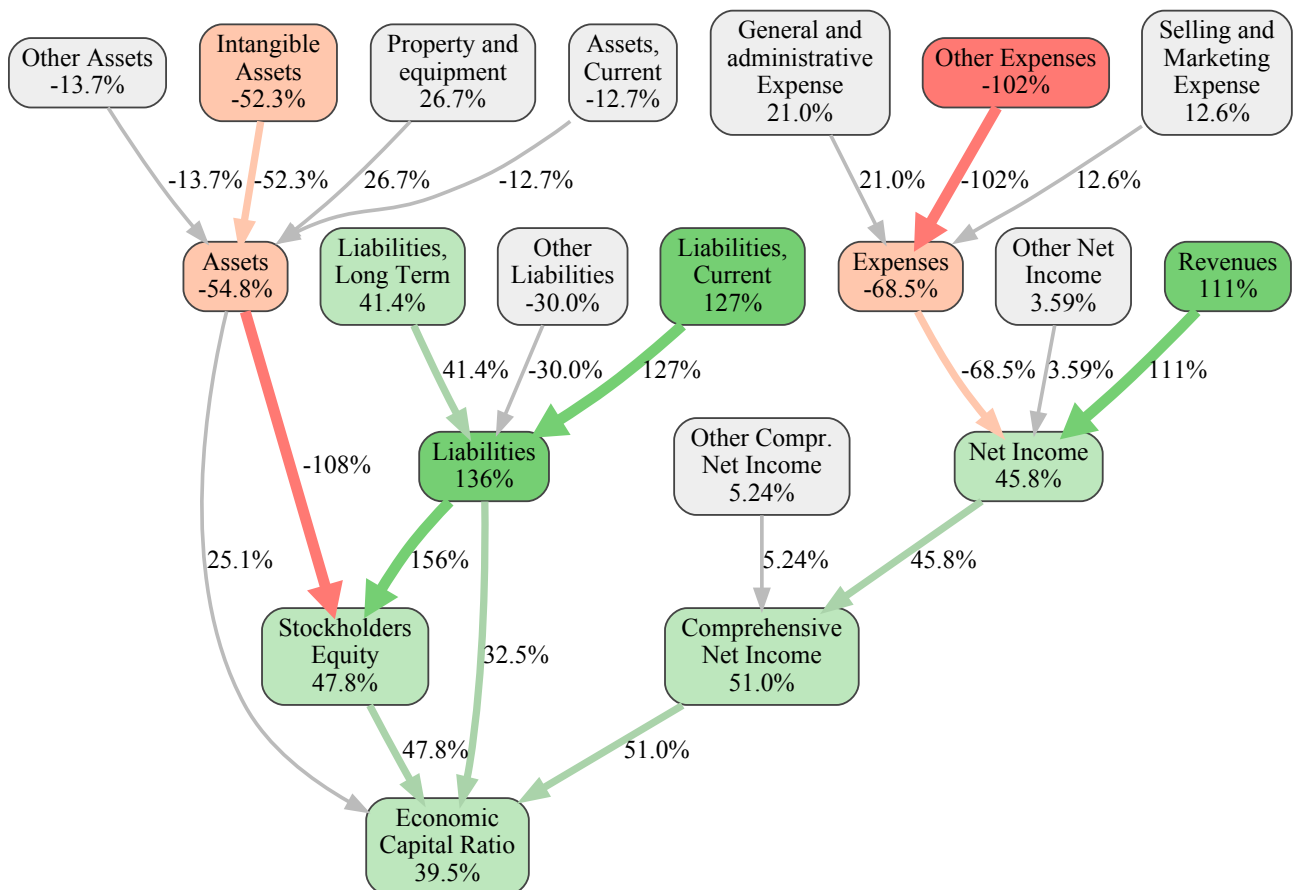 Other Assets
-13.7%
Intangible
Assets
-52.3%
Property and
equipment
26.7%
Assets,
Current
-12.7%
General and
administrative
Expense
21.0%
Other Expenses
-102%
Selling and
Marketing
Expense
12.6%
-13.7%
-52.3%
26.7%
-12.7%
21.0%
-102%
12.6%
Assets
-54.8%
Liabilities,
Long Term
41.4%
Other
Liabilities
-30.0%
Liabilities,
Current
127%
Expenses
-68.5%
Other Net
Income
3.59%
Revenues
111%
41.4%
-30.0%
127%
-68.5%
3.59%
111%
-108%
Liabilities
136%
Other Compr.
Net Income
5.24%
Net Income
45.8%
25.1%
156%
5.24%
45.8%
Stockholders
Equity
47.8%
32.5%
Comprehensive
Net Income
51.0%
47.8%
51.0%
Economic
Capital Ratio
39.5%